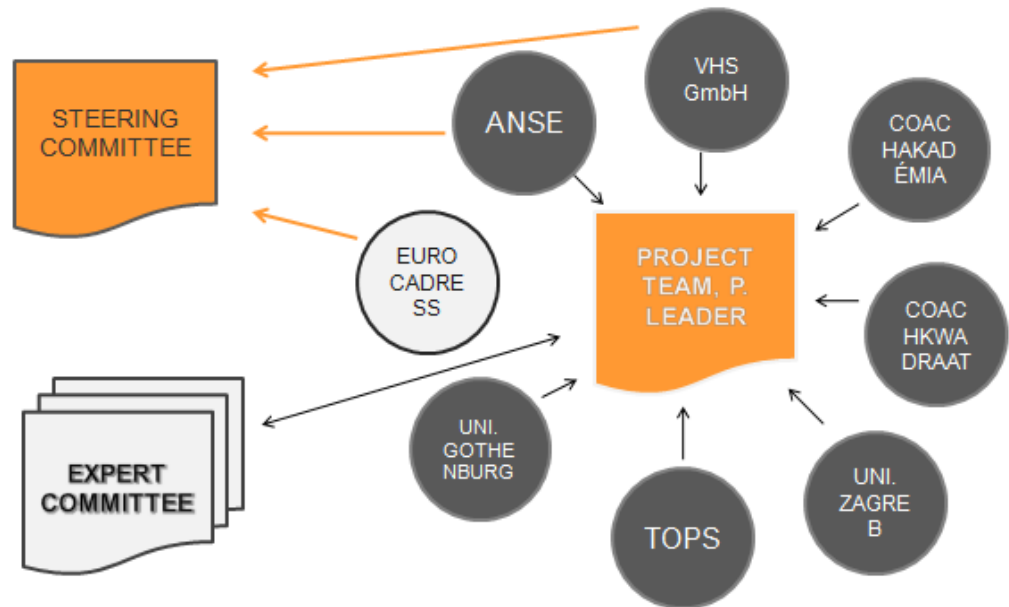 STEERING
COMMITTEE
ANSE
VHS
GmbH
COAC
HAKAD
ÉMIA
EURO
CADRE
SS
PROJECT
TEAM, P.
LEADER
COAC
HKWA
DRAAT
EXPERT
COMMITTEE
UNI.
GOTHE
NBURG
TOPS
UNI.
ZAGRE
B